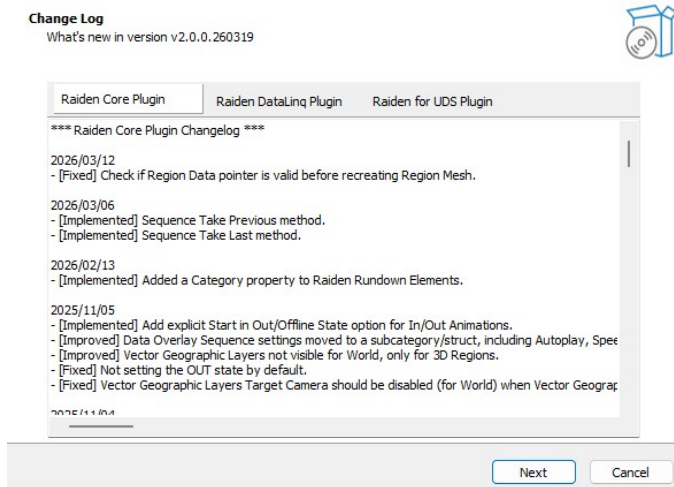 Change Log
What's new in version v2.0.0.260319
Raiden Core Plugin
Raiden DataLinq Plugin
Raiden for UDS Plugin
*** Raiden Core Plugin Changelog ***
2026/03/12
- [Fixed] Check if Region Data pointer is valid before recreating Region Mesh.
2026/03/06
- [Implemented] Sequence Take Previous method.
- [Implemented] Sequence Take Last method.
2026/02/13
- [Implemented] Added a Category property to Raiden Rundown Elements.
2025/11/05
- [Implemented] Add explicit Start in Out/Offline State option for In/Out Animations.
- [Improved] Data Overlay Sequence settings moved to a subcategory/struct, including Autoplay, Spee
- [Improved] Vector Geographic Layers not visible for World, only for 3D Regions.
- [Fixed] Not setting the OUT state by default.
- [Fixed] Vector Geographic Layers Target Camera should be disabled (for World) when Vector Geograp
2025/11/04
Next
Cancel